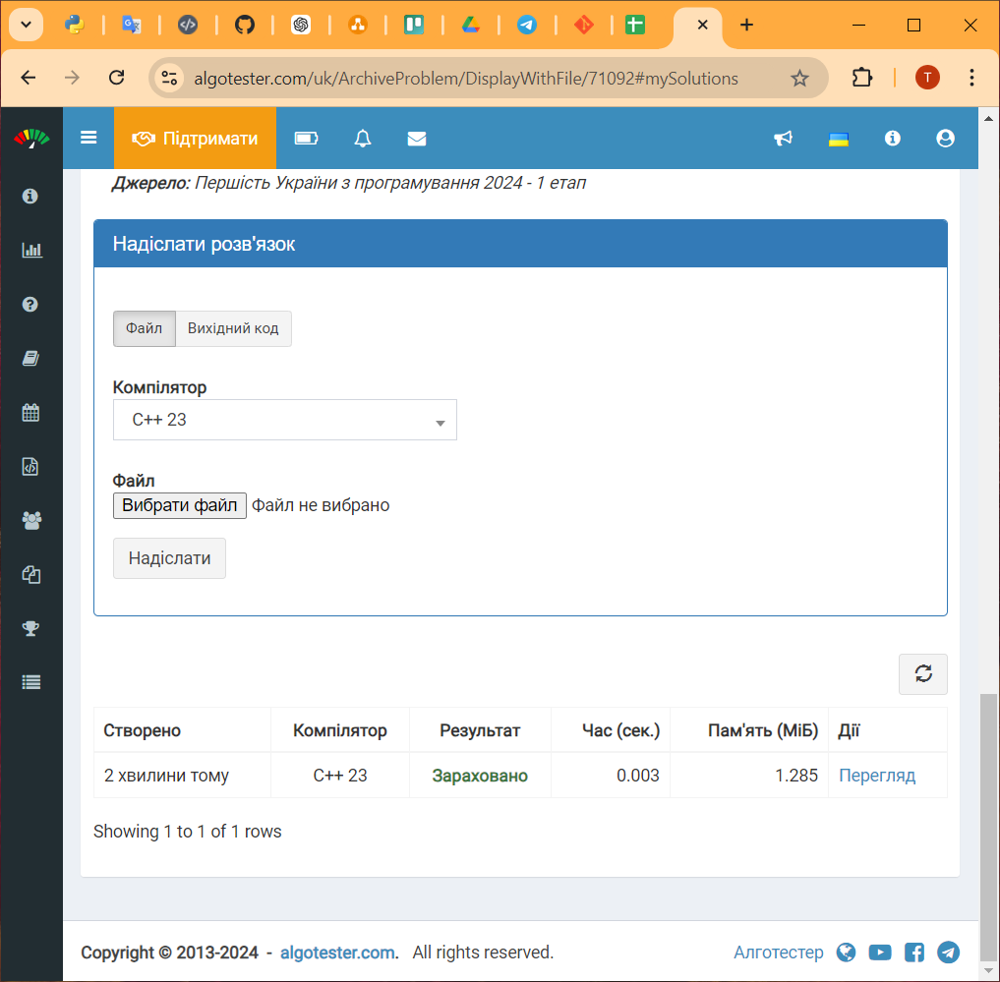 algotester.com/uk/ArchiveProblem/DisplayWithFile/71092#mySolutions
T
Підтримати
Джерело: Першість України з програмування 2024 - 1 етап
Надіслати розв'язок
Файл Вихідний код
Компілятор
C++ 23
Файл
Вибрати файл Файл не вибрано
Надіслати
Створено Компілятор Результат Час (сек.) Пам'ять (МіБ) Дії
2 хвилини тому C++ 23 Зараховано 0.003 1.285 Перегляд
Showing 1 to 1 of 1 rows
Copyright © 2013-2024 - algotester.com. All rights reserved. Алготестер